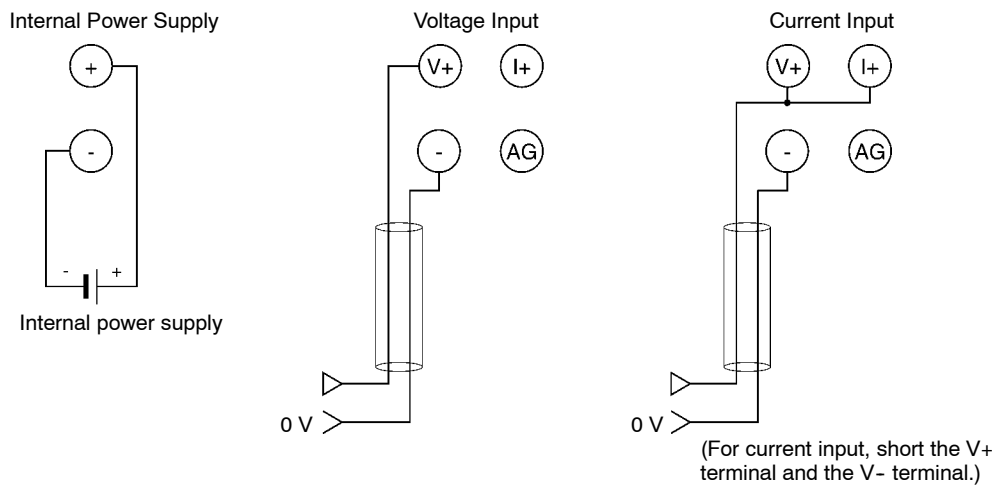 Internal Power Supply
Voltage Input
Current Input
+
V+
I+
V+
I+
-
-
AG
-
AG
-
+
Internal power supply
0 V
0 V
(For current input, short the V+
terminal and the V- terminal.)